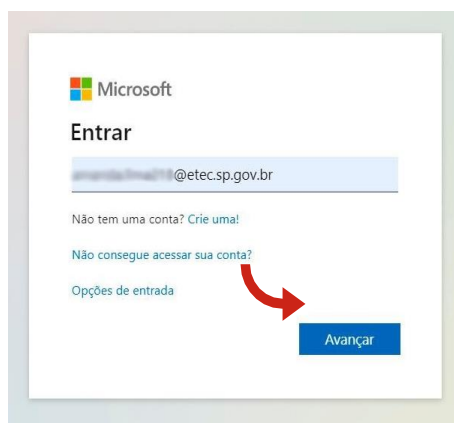 Microsoft
Entrar
@etec.sp.gov.br
Não tem uma conta? Crie uma!
Não consegue acessar sua conta?
Opções de entrada
Avançar